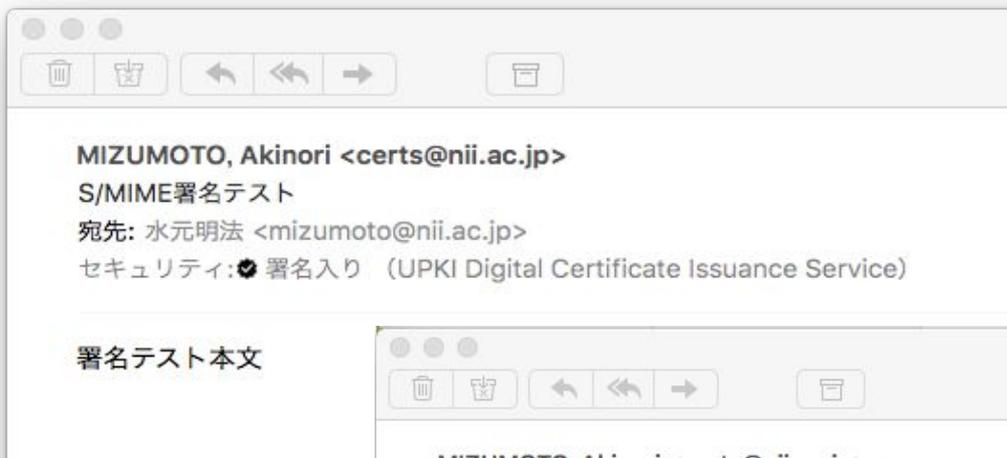 MIZUMOTO, Akinori <certs@nii.ac.jp>
S/MIME署名テスト
宛先: 水元明法 <mizumoto@nii.ac.jp>
セキュリティ: 署名入り （UPKI Digital Certificate Issuance Service）
署名テスト本文